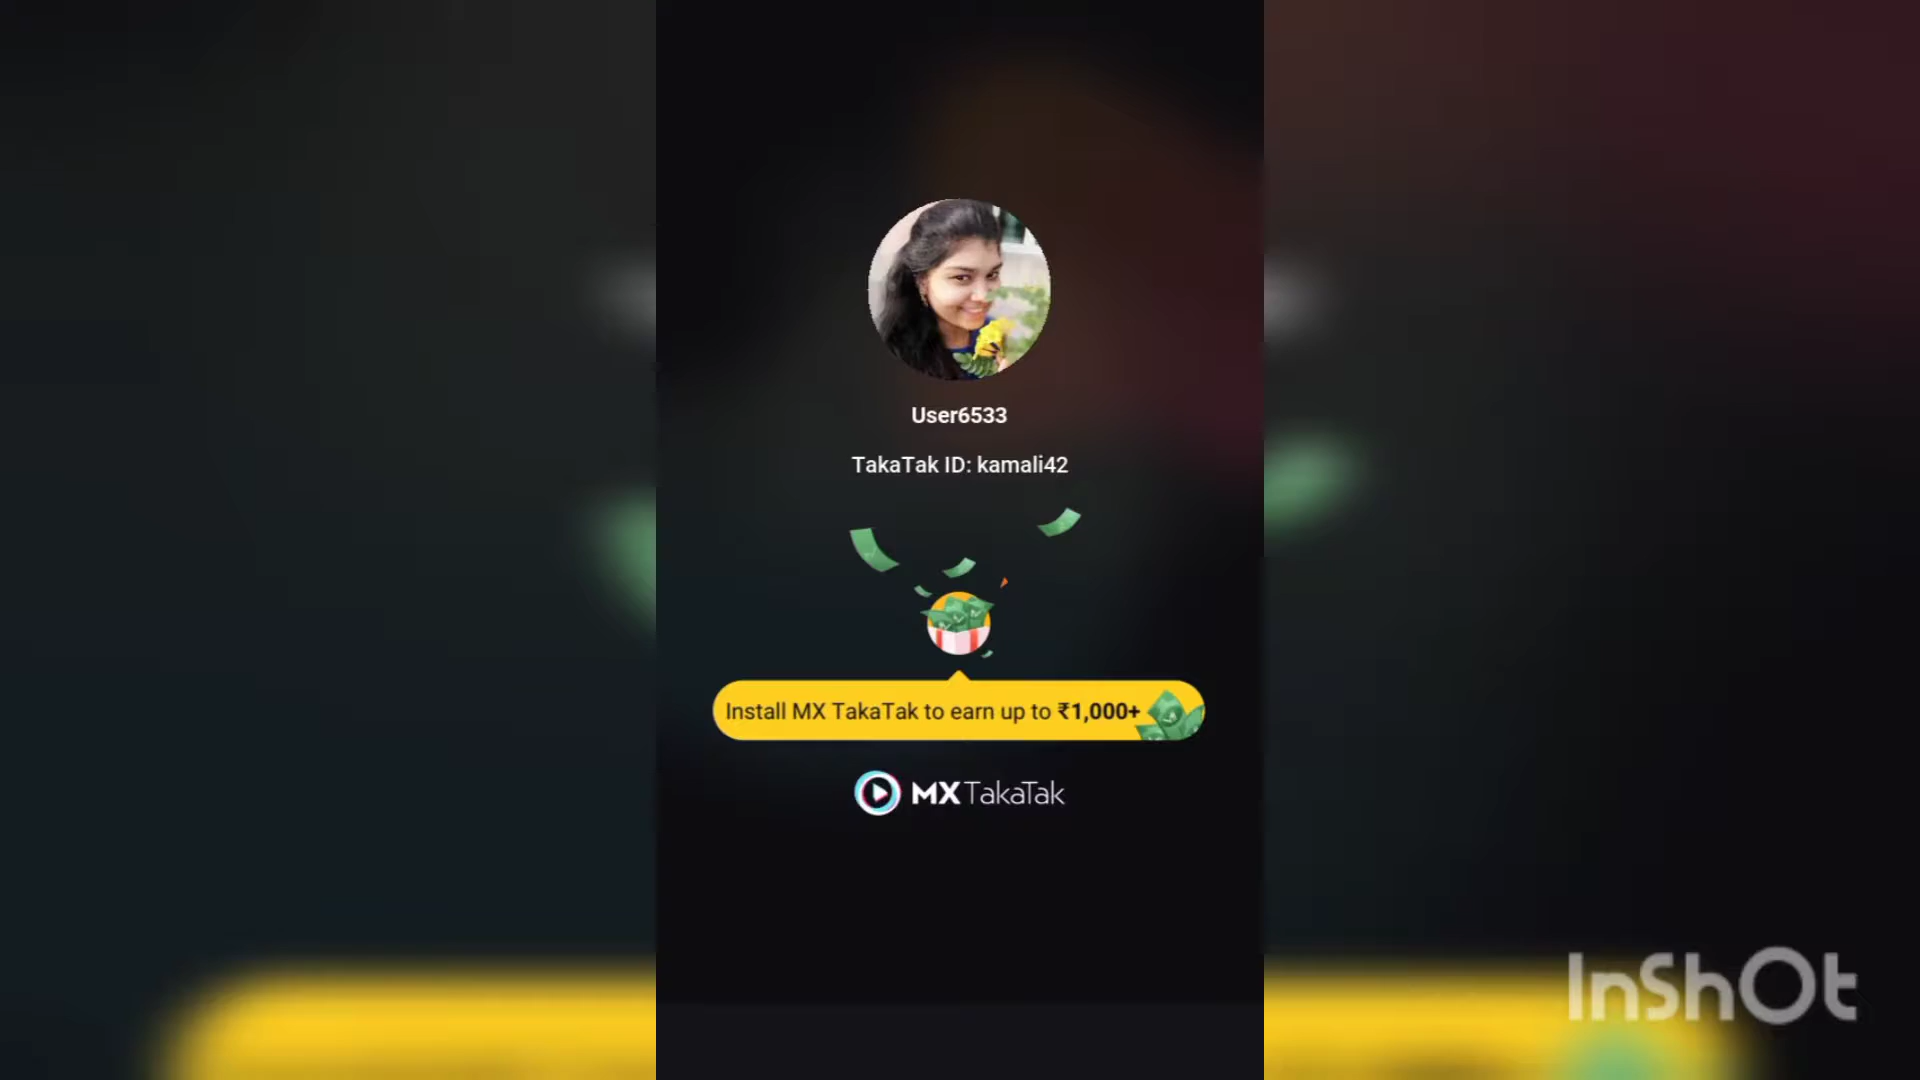 User6533
TakaTak ID: kamali42
Install MX TakaTak to earn up to ₹1,000+
MX TakaTak
InShOt